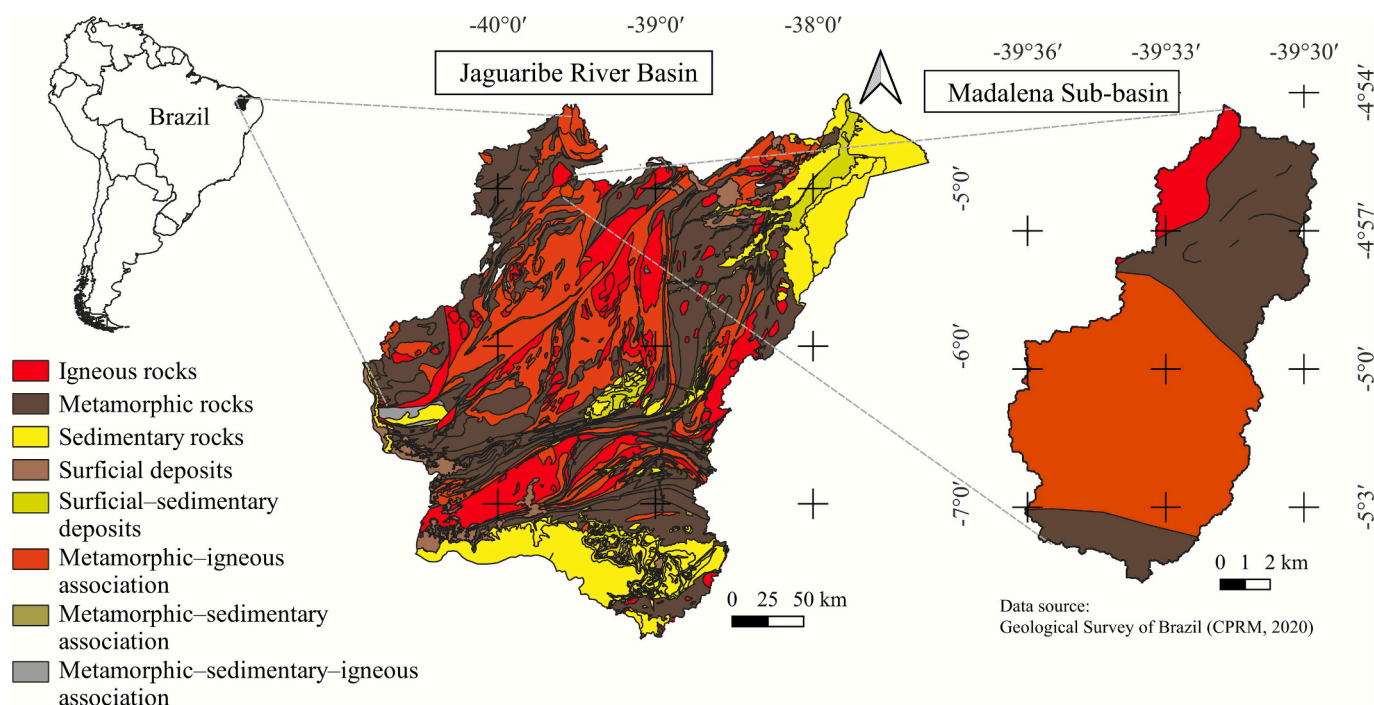 -40°0′ -39°0′ -38°0′
-39°36′ -39°33′ -39°30′
Jaguaribe River Basin
Madalena Sub-basin
Brazil
-5°0′
-6°0′
-7°0′
-4°54′
-4°57′
-5°0′
-5°3′
Igneous rocks
Metamorphic rocks
Sedimentary rocks
Surficial deposits
Surficial–sedimentary
deposits
Metamorphic–igneous
association
Metamorphic–sedimentary
association
Metamorphic–sedimentary–igneous
association
0 25 50 km
0 1 2 km
Data source:
Geological Survey of Brazil (CPRM, 2020)